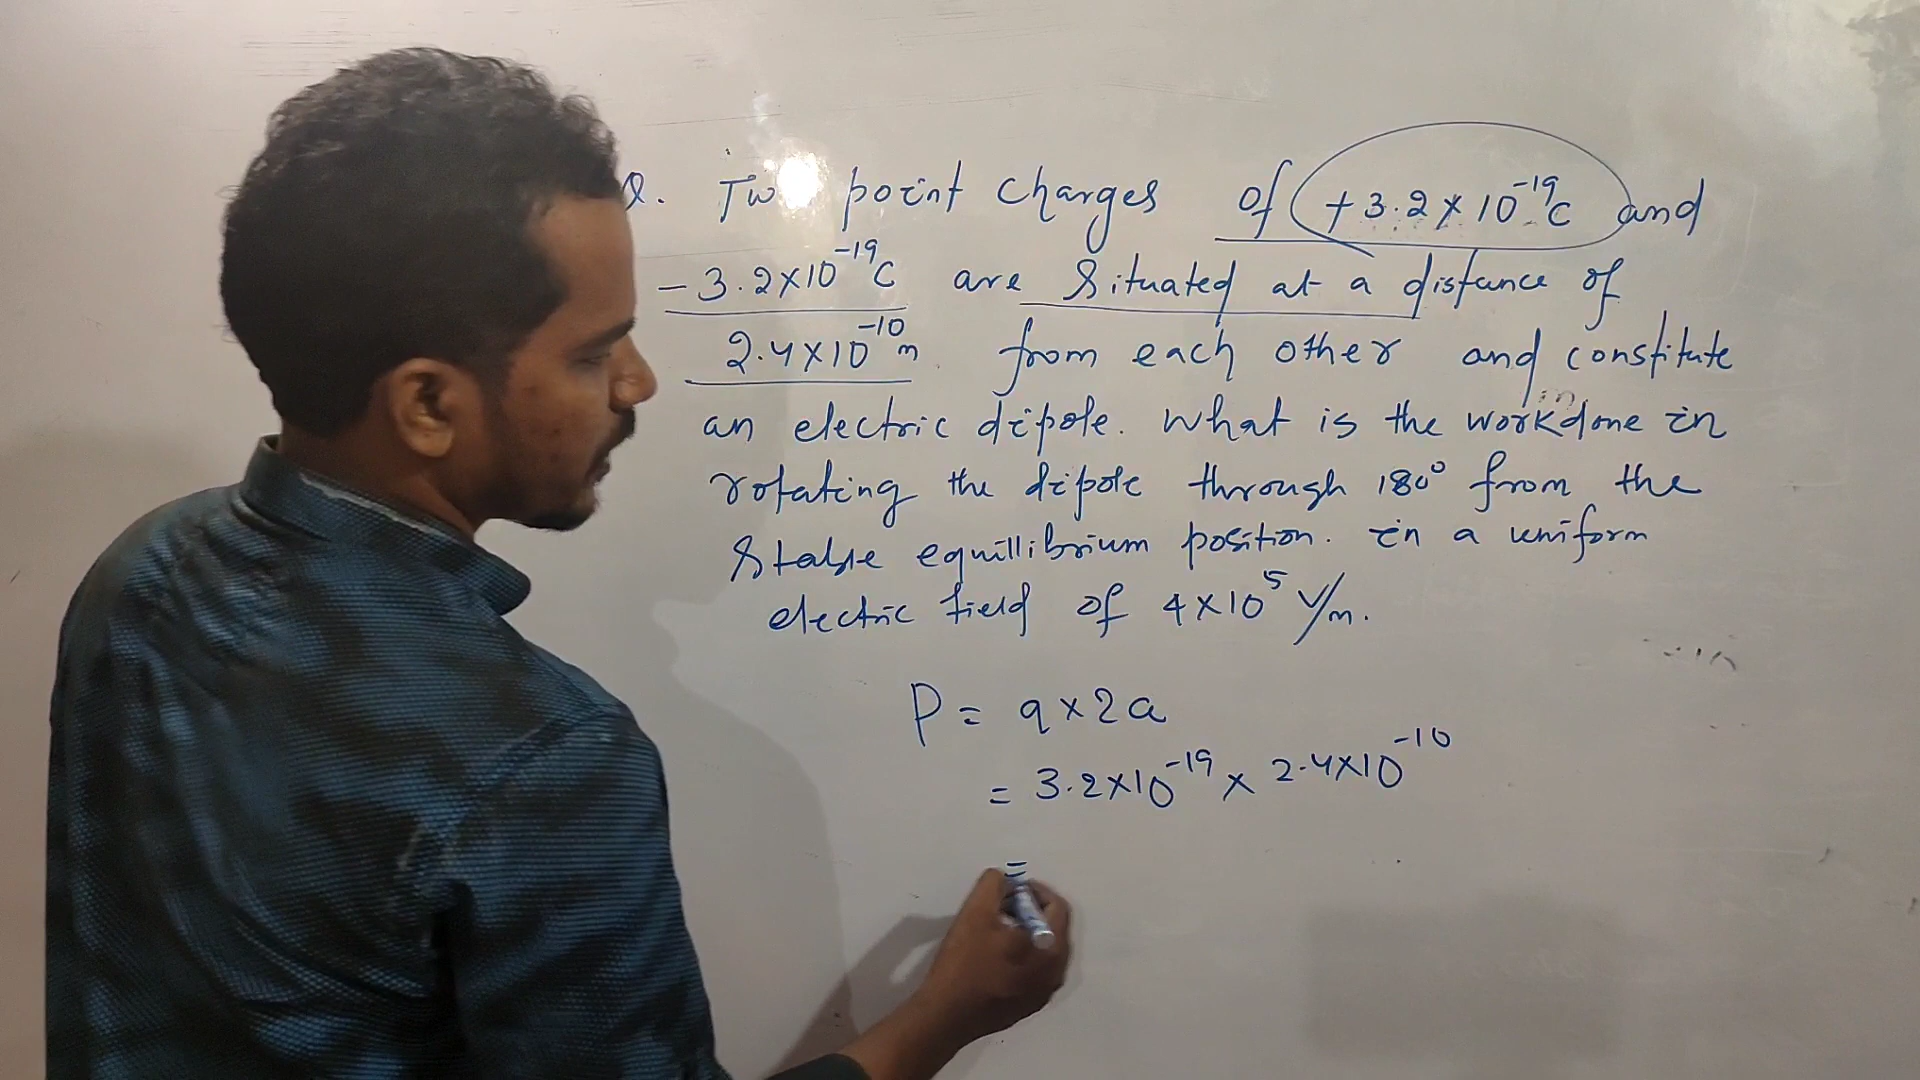 Q. Two point charges of +3.2×10⁻¹⁹C and
-3.2×10⁻¹⁹C are situated at a distance of
2.4×10⁻¹⁰m from each other and constitute
an electric dipole. What is the workdone in
rotating the dipole through 180° from the
stable equillibrium position. in a uniform
electric field of 4×10⁵ V/m.
P = q×2a
= 3.2×10⁻¹⁹ × 2.4×10⁻¹⁰
=